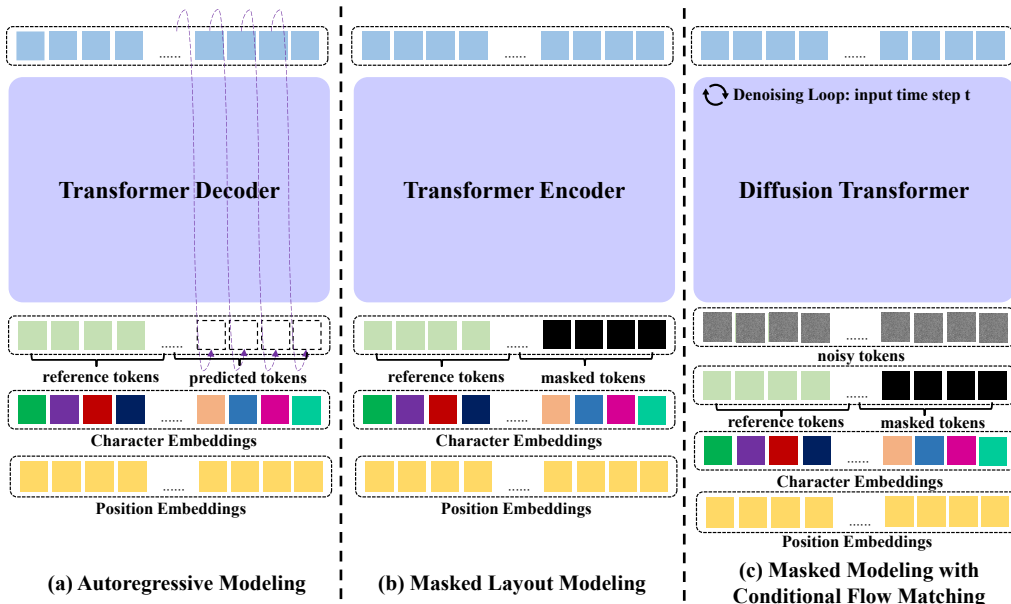 ......
Transformer Decoder
......
reference tokens
predicted tokens
......
Character Embeddings
......
Position Embeddings
(a) Autoregressive Modeling
......
Transformer Encoder
......
reference tokens
masked tokens
......
Character Embeddings
......
Position Embeddings
(b) Masked Layout Modeling
......
Denoising Loop: input time step t
Diffusion Transformer
......
noisy tokens
......
reference tokens
masked tokens
......
Character Embeddings
......
Position Embeddings
(c) Masked Modeling with
Conditional Flow Matching